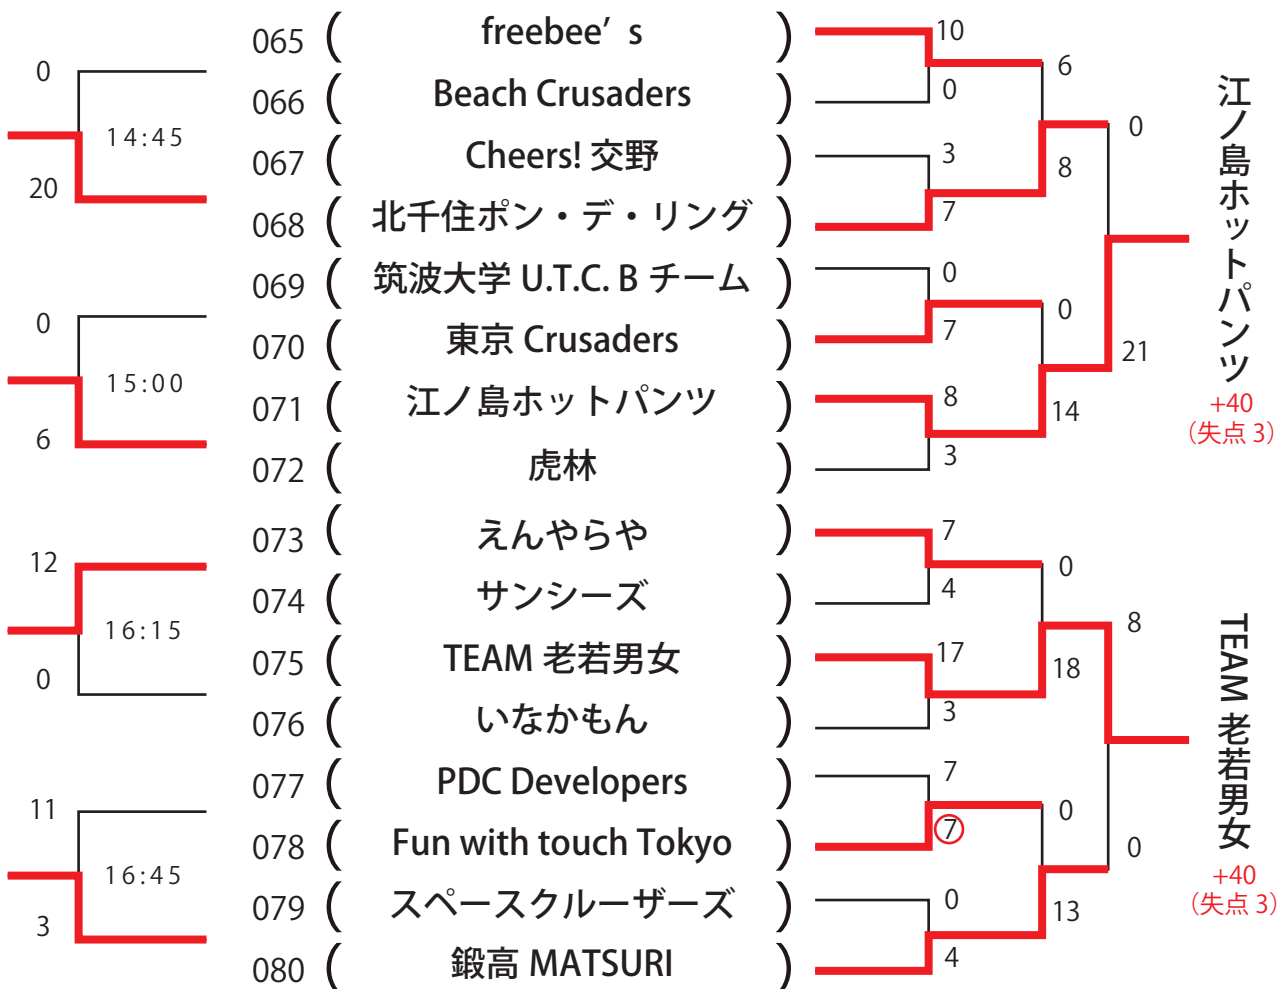 065 ( freebee’s )
066 ( Beach Crusaders )
067 ( Cheers! 交野 )
068 ( 北千住ポン・デ・リング )
069 ( 筑波大学 U.T.C. B チーム )
070 ( 東京 Crusaders )
071 ( 江ノ島ホットパンツ )
072 ( 虎林 )
073 ( えんやらや )
074 ( サンシーズ )
075 ( TEAM 老若男女 )
076 ( いなかもん )
077 ( PDC Developers )
078 ( Fun with touch Tokyo )
079 ( スペースクルーザーズ )
080 ( 鍛高 MATSURI )
0
14:45
20
0
15:00
6
12
16:15
0
11
16:45
3
10
0
3
7
0
7
8
3
7
4
17
3
7
7
0
4
6
8
0
14
0
18
0
13
0
21
8
0
江ノ島ホットパンツ
+40
（失点 3）
TEAM 老若男女
+40
（失点 3）